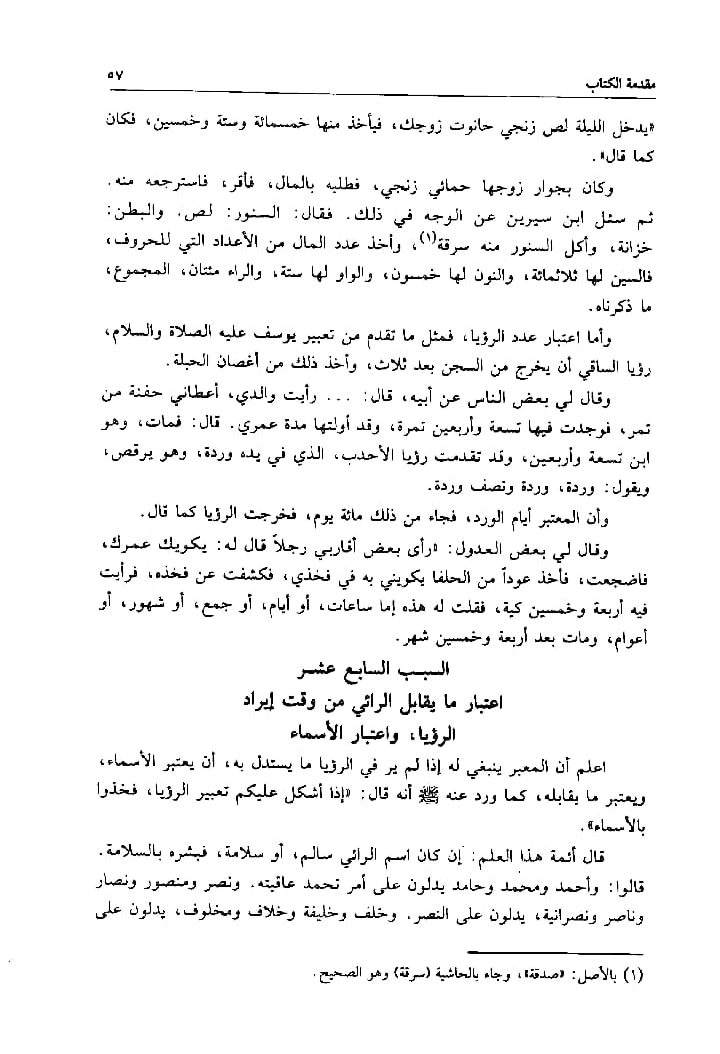 مقدمة الكتاب ٥٧
«يدخل الليلة لص زنجي حانوت زوجك، فيأخذ منها خمسمائة وستة وخمسين، فكان
كما قال».
وكان بجوار زوجها حمائي زنجي، فطلبه بالمال، فأقر، فاسترجعه منه.
ثم سئل ابن سيرين عن الوجه في ذلك. فقال: السنور: لص. والبطن:
خزانة، وأكل السنور منه سرقة(١)، وأخذ عدد المال من الأعداد التي للحروف،
فالسين لها ثلاثمائة، والنون لها خمسون، والواو لها ستة، والراء مئتان، المجموع،
ما ذكرناه.
وأما اعتبار عدد الرؤيا، فمثل ما تقدم من تعبير يوسف عليه الصلاة والسلام،
رؤيا الساقي أن يخرج من السجن بعد ثلاث، وأخذ ذلك من أغصان الحبلة.
وقال لي بعض الناس عن أبيه، قال: ... رأيت والدي، أعطاني حفنة من
تمر، فوجدت فيها تسعة وأربعين تمرة، وقد أولتها مدة عمري. قال: فمات، وهو
ابن تسعة وأربعين، وقد تقدمت رؤيا الأحدب، الذي في يده وردة، وهو يرقص،
ويقول: وردة، وردة ونصف وردة.
وأن المعتبر أيام الورد، فجاء من ذلك مائة يوم، فخرجت الرؤيا كما قال.
وقال لي بعض العدول: «رأى بعض أقاربي رجلاً قال له: يكويك عمرك،
فاضجعت، فأخذ عوداً من الحلفا يكويني به في فخذي، فكشفت عن فخذه، فرأيت
فيه أربعة وخمسين كية، فقلت له هذه إما ساعات، أو أيام، أو جمع، أو شهور، أو
أعوام، ومات بعد أربعة وخمسين شهر.
السبب السابع عشر
اعتبار ما يقابل الرائي من وقت إيراد
الرؤيا، واعتبار الأسماء
اعلم أن المعبر ينبغي له إذا لم ير في الرؤيا ما يستدل به، أن يعتبر الأسماء،
ويعتبر ما يقابله، كما ورد عنه ﷺ أنه قال: «إذا أشكل عليكم تعبير الرؤيا، فخذوا
بالأسماء».
قال أئمة هذا العلم: إن كان اسم الرائي سالم، أو سلامة، فبشره بالسلامة.
قالوا: وأحمد ومحمد وحامد يدلون على أمر تحمد عاقبته. ونصر ومنصور ونصار
وناصر ونصرانية، يدلون على النصر. وخلف وخليفة وخلاف ومخلوف، يدلون على
(١) بالأصل: «صدقة»، وجاء بالحاشية (سرقة) وهو الصحيح.